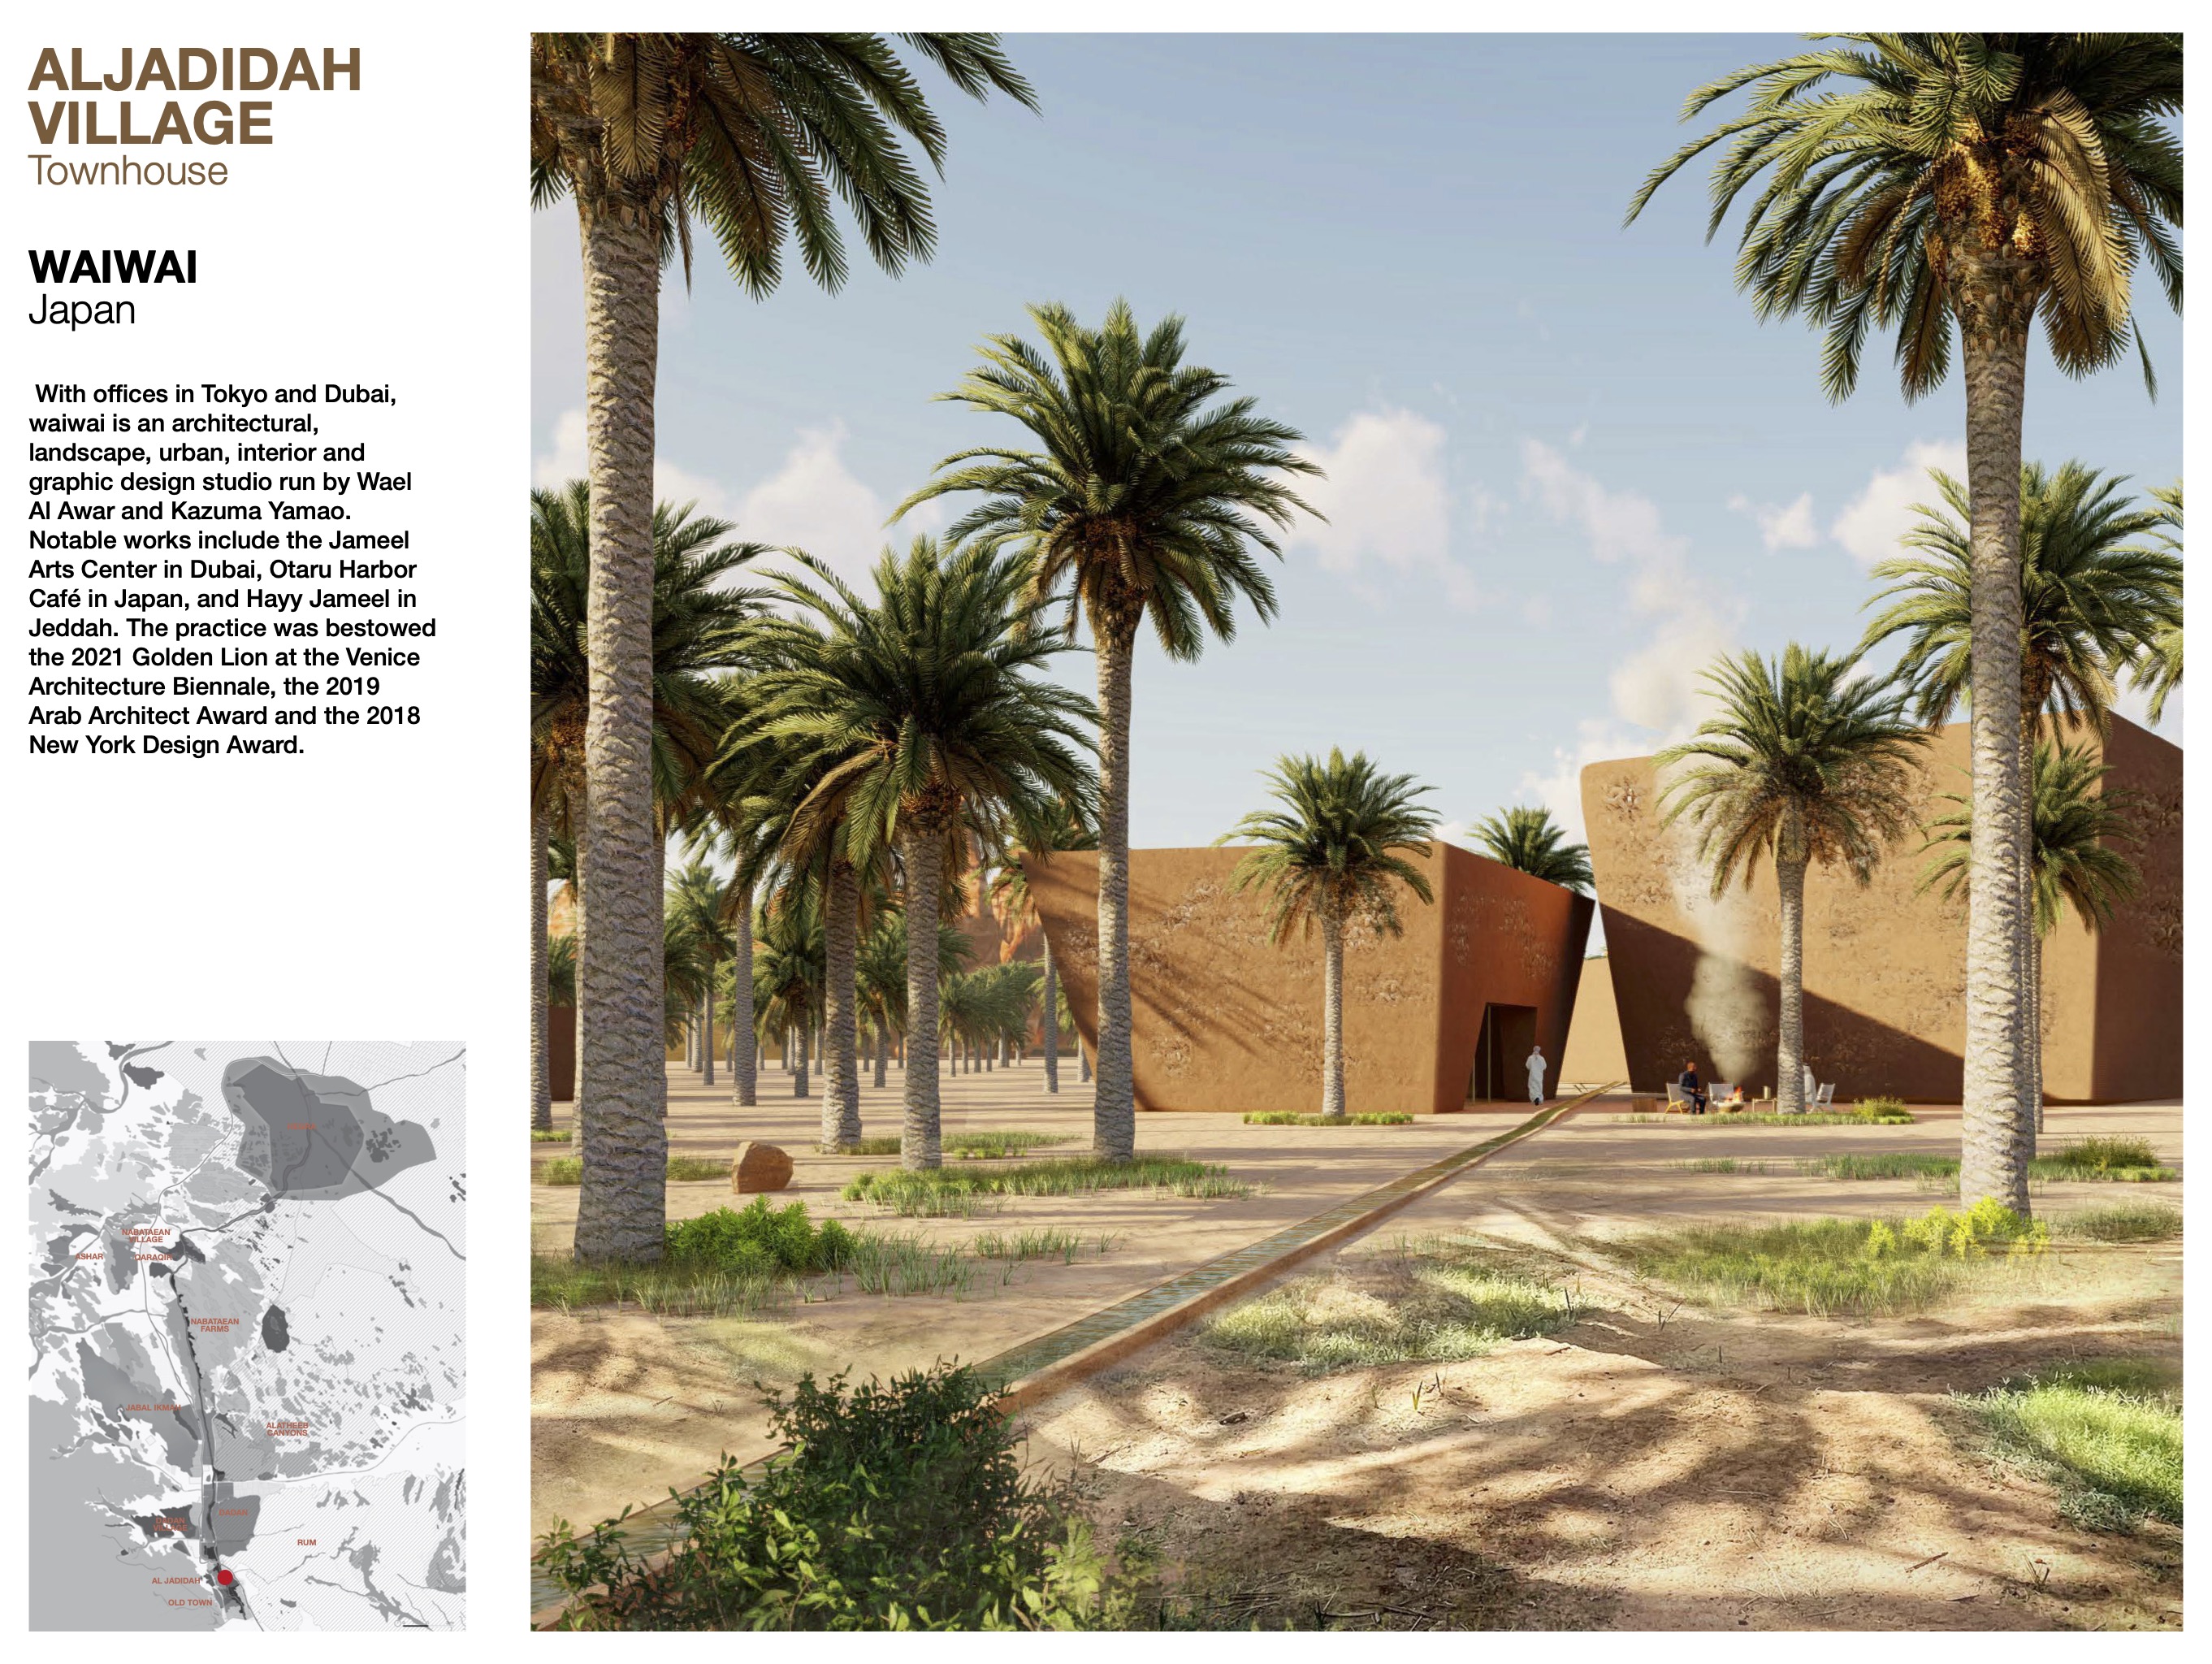 ALJADIDAH
VILLAGE
Townhouse
WAIWAI
Japan
With offices in Tokyo and Dubai,
waiwai is an architectural,
landscape, urban, interior and
graphic design studio run by Wael
Al Awar and Kazuma Yamao.
Notable works include the Jameel
Arts Center in Dubai, Otaru Harbor
Café in Japan, and Hayy Jameel in
Jeddah. The practice was bestowed
the 2021 Golden Lion at the Venice
Architecture Biennale, the 2019
Arab Architect Award and the 2018
New York Design Award.
NABATAEAN
VILLAGE
ASHAR
QARAQIR
NABATAEAN
FARMS
JABAL IKMAH
ALATHEEB
CANYONS
DADAN
DADAN
RUM
AL JADIDAH
OLD TOWN